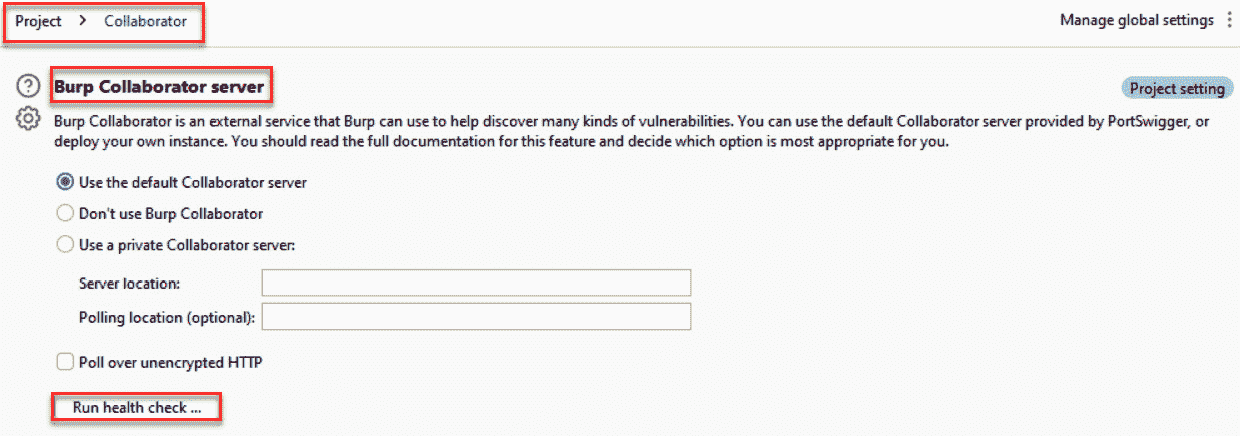 Project > Collaborator
Manage global settings
? Burp Collaborator server
Project setting
Burp Collaborator is an external service that Burp can use to help discover many kinds of vulnerabilities. You can use the default Collaborator server provided by PortSwigger, or
deploy your own instance. You should read the full documentation for this feature and decide which option is most appropriate for you.
Use the default Collaborator server
Don't use Burp Collaborator
Use a private Collaborator server:
Server location:
Polling location (optional):
Poll over unencrypted HTTP
Run health check ...